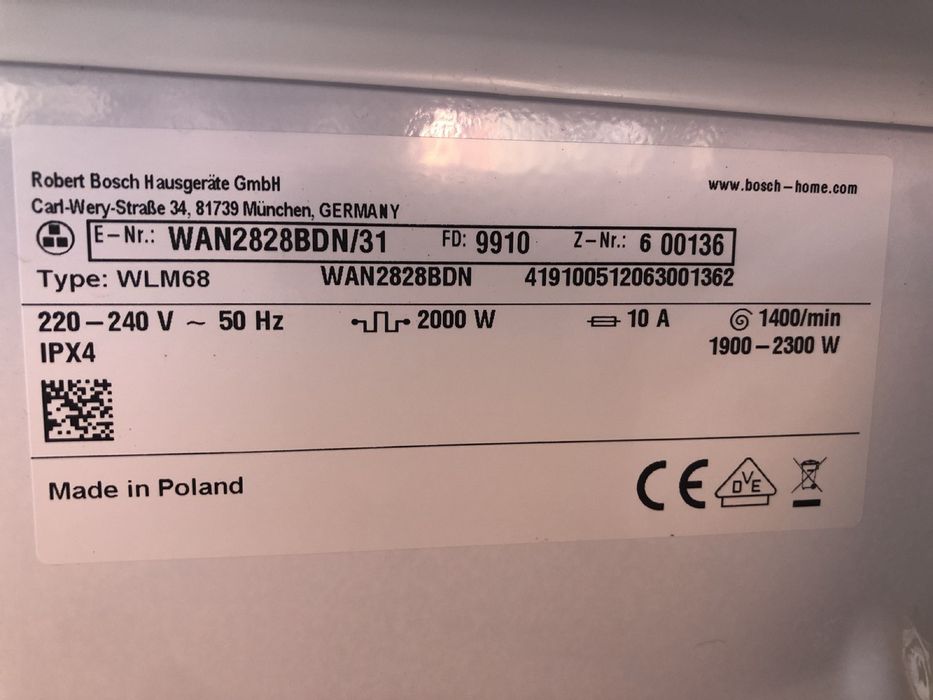 Robert Bosch Hausgeräte GmbH
www.bosch-home.com
Carl-Wery-Straße 34, 81739 München, GERMANY
E-Nr.: WAN2828BDN/31 FD: 9910 Z-Nr.: 6 00136
Type: WLM68 WAN2828BDN 419100512063001362
220-240 V ~ 50 Hz 2000 W 10 A 1400/min
IPX4 1900-2300 W
Made in Poland
CE DVE